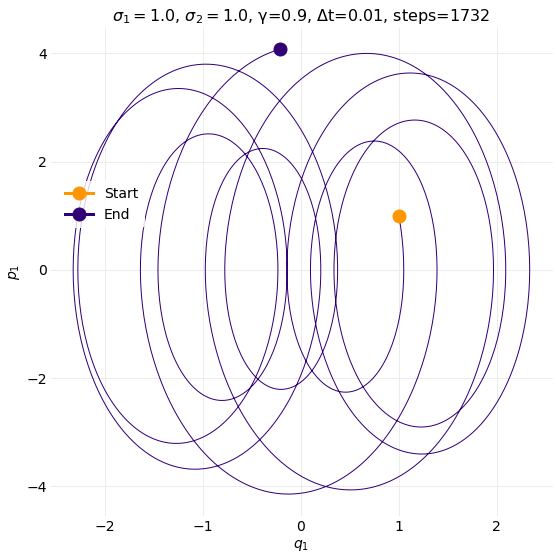 σ₁ = 1.0, σ₂ = 1.0, γ=0.9, Δt=0.01, steps=1732
4
2
0
−2
−4
p₁
Start
End
−2
−1
0
1
2
q₁